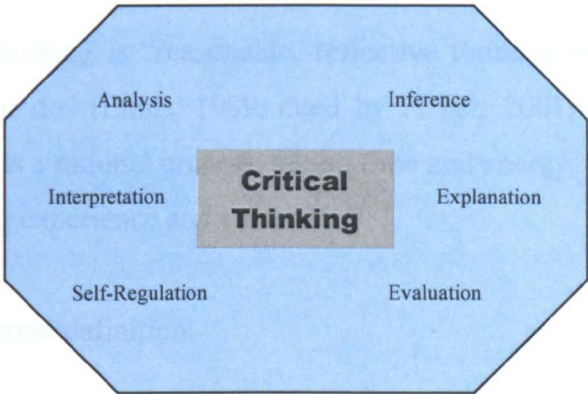 Analysis
Inference
Interpretation
Critical
Thinking
Explanation
Self-Regulation
Evaluation